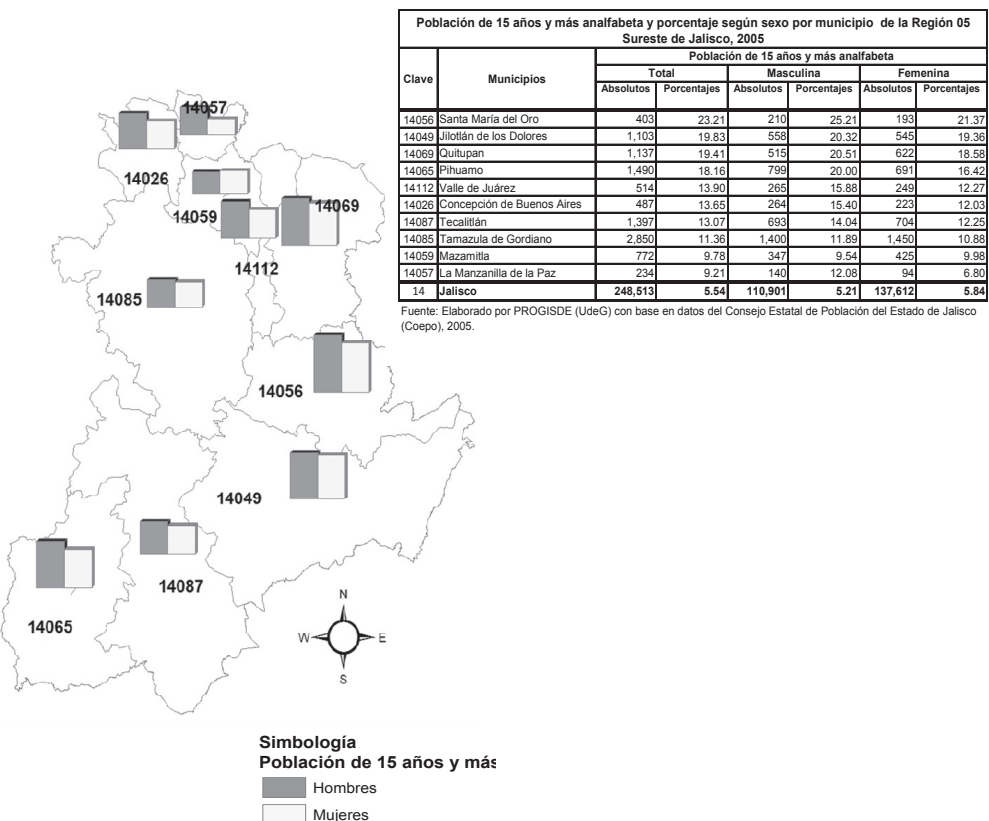 Población de 15 años y más analfabeta y porcentaje según sexo por municipio de la Región 05
Sureste de Jalisco, 2005
Clave Municipios Población de 15 años y más analfabeta
Total Masculina Femenina
Absolutos Porcentajes Absolutos Porcentajes Absolutos Porcentajes
14056 Santa María del Oro 403 23.21 210 25.21 193 21.37
14049 Jilotlán de los Dolores 1,103 19.83 558 20.32 545 19.36
14069 Quitupan 1,137 19.41 515 20.51 622 18.58
14065 Pihuamo 1,490 18.16 799 20.00 691 16.42
14112 Valle de Juárez 514 13.90 265 15.88 249 12.27
14026 Concepción de Buenos Aires 487 13.65 264 15.40 223 12.03
14087 Tecalitlán 1,397 13.07 693 14.04 704 12.25
14085 Tamazula de Gordiano 2,850 11.36 1,400 11.89 1,450 10.88
14059 Mazamitla 772 9.78 347 9.54 425 9.98
14057 La Manzanilla de la Paz 234 9.21 140 12.08 94 6.80
14 Jalisco 248,513 5.54 110,901 5.21 137,612 5.84
Fuente: Elaborado por PROGISDE (UdeG) con base en datos del Consejo Estatal de Población del Estado de Jalisco
(Coepo), 2005.
14057
14026
14059
14069
14112
14085
14056
14049
14087
14065
N
W E
S
Simbología
Población de 15 años y más
Hombres
Mujeres